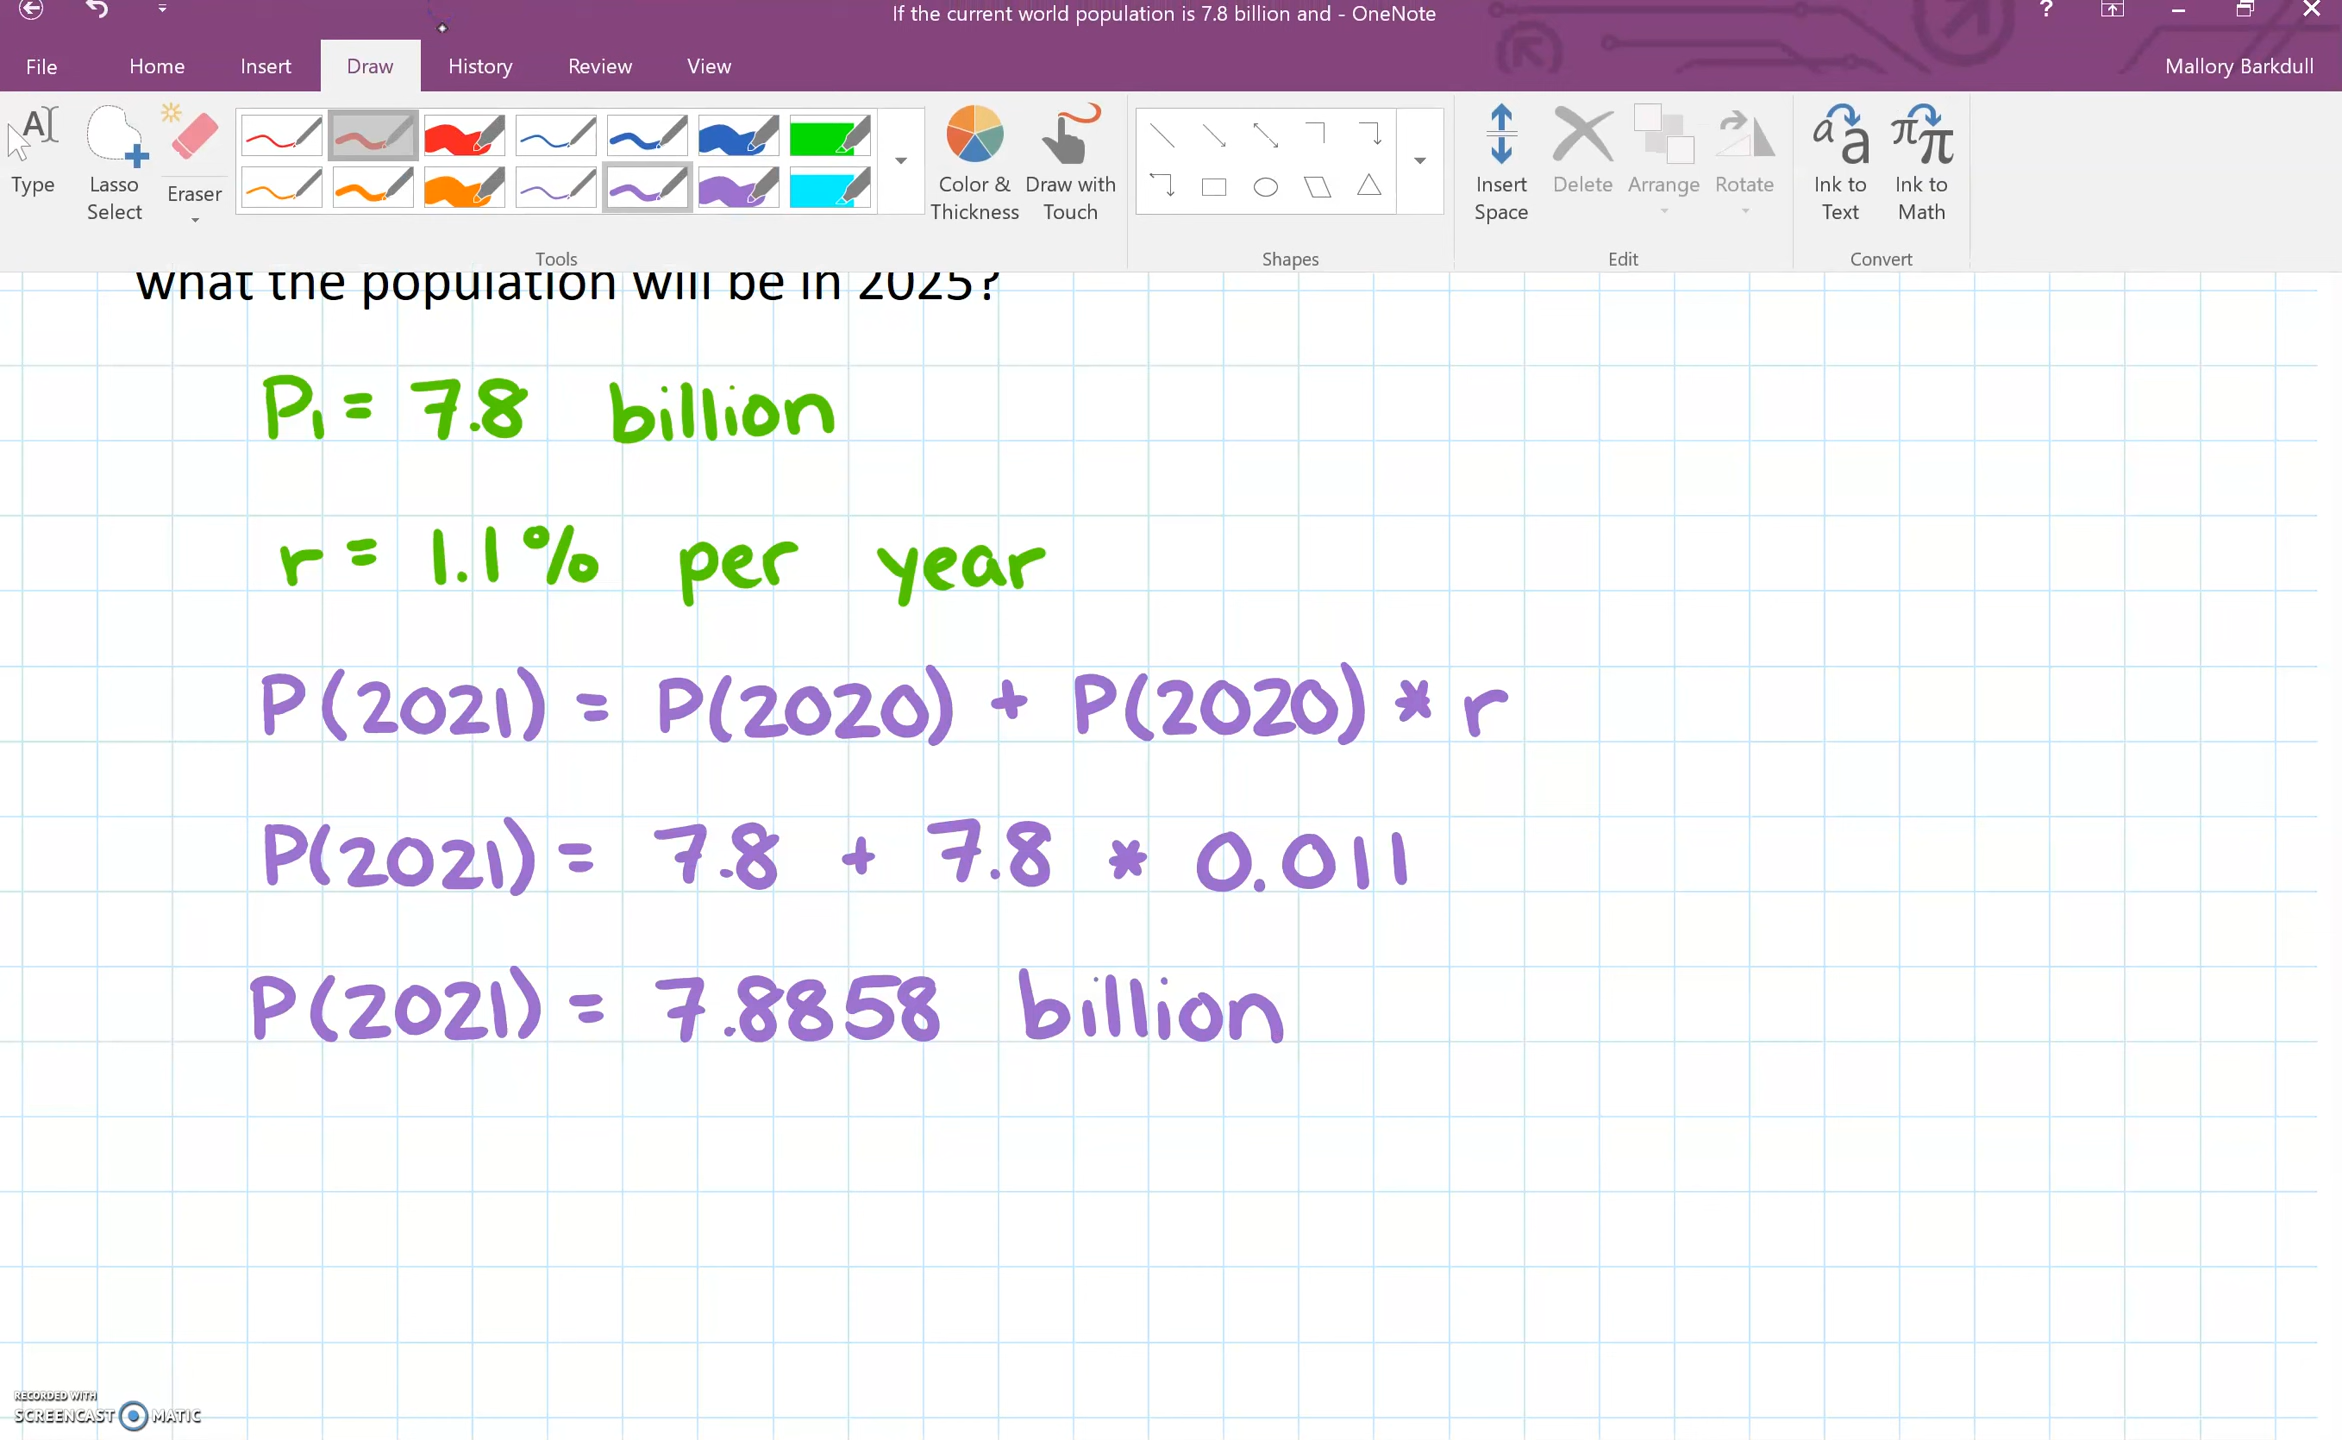 If the current world population is 7.8 billion and - OneNote
?
File Home Insert Draw History Review View Mallory Barkdull
Type
Lasso Select
Eraser
Color & Thickness
Draw with Touch
Insert Space
Delete
Arrange
Rotate
Ink to Text
Ink to Math
Tools Shapes Edit Convert
what the population will be in 2025?
P₁ = 7.8 billion
r = 1.1% per year
P(2021) = P(2020) + P(2020) * r
P(2021) = 7.8 + 7.8 * 0.011
P(2021) = 7.8858 billion
RECORDED WITH
SCREENCAST MATIC